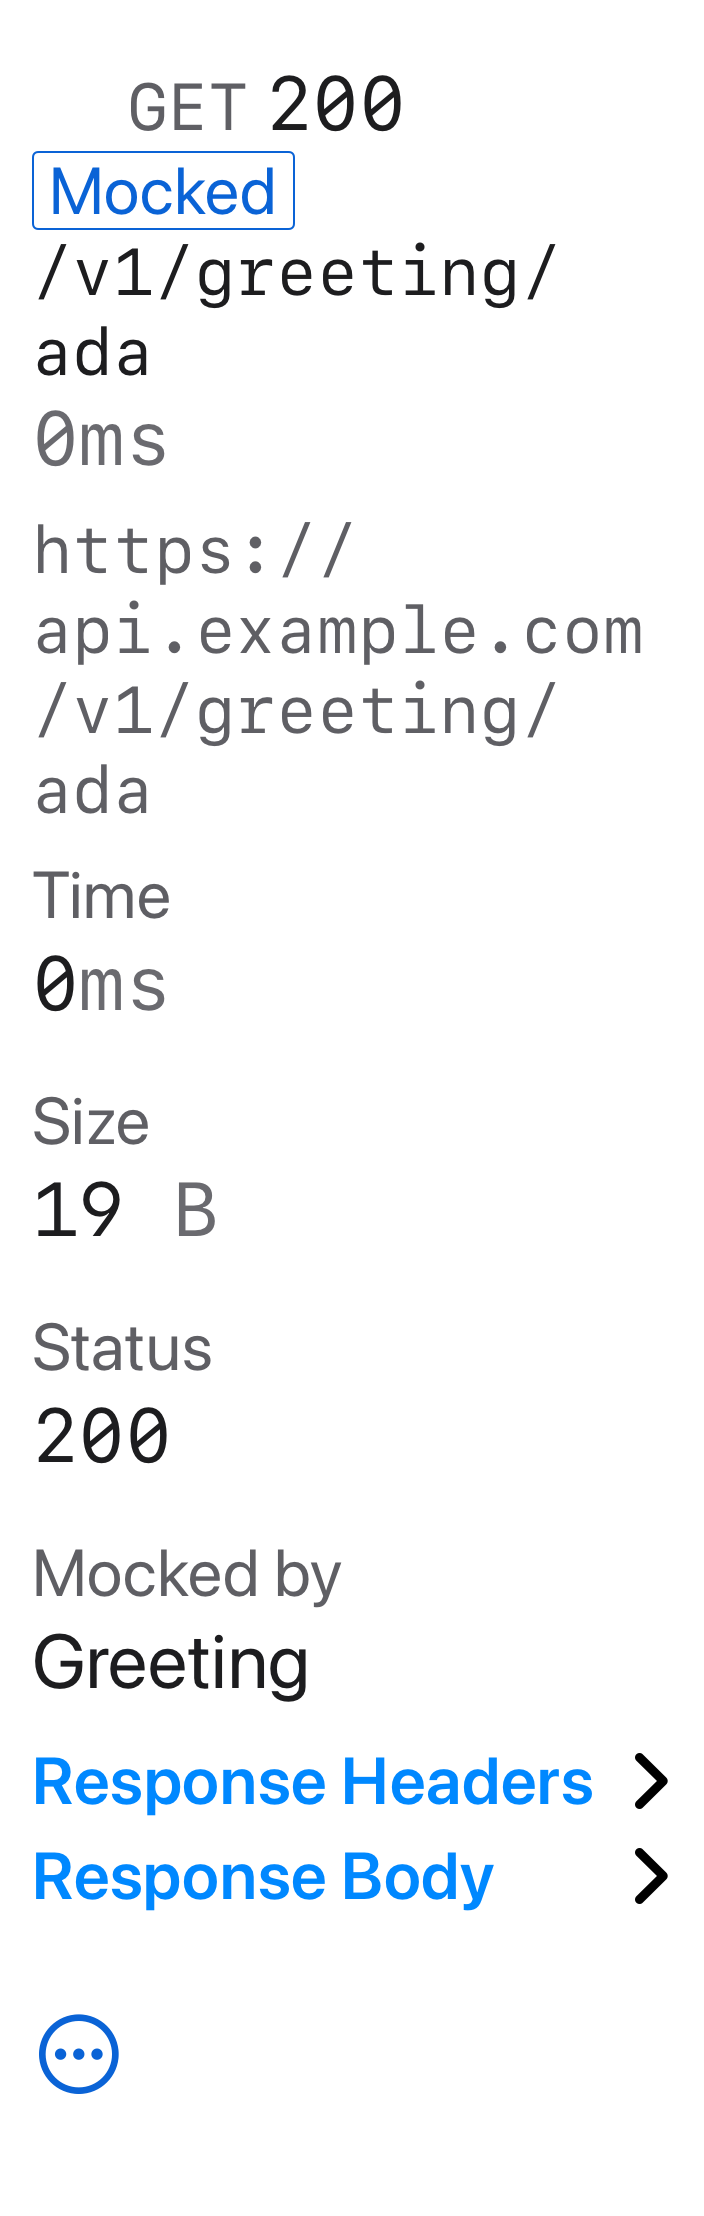 GET 200
Mocked
/v1/greeting/
ada
0ms
https://
api.example.com
/v1/greeting/
ada
Time
0ms
Size
19 B
Status
200
Mocked by
Greeting
Response Headers
Response Body